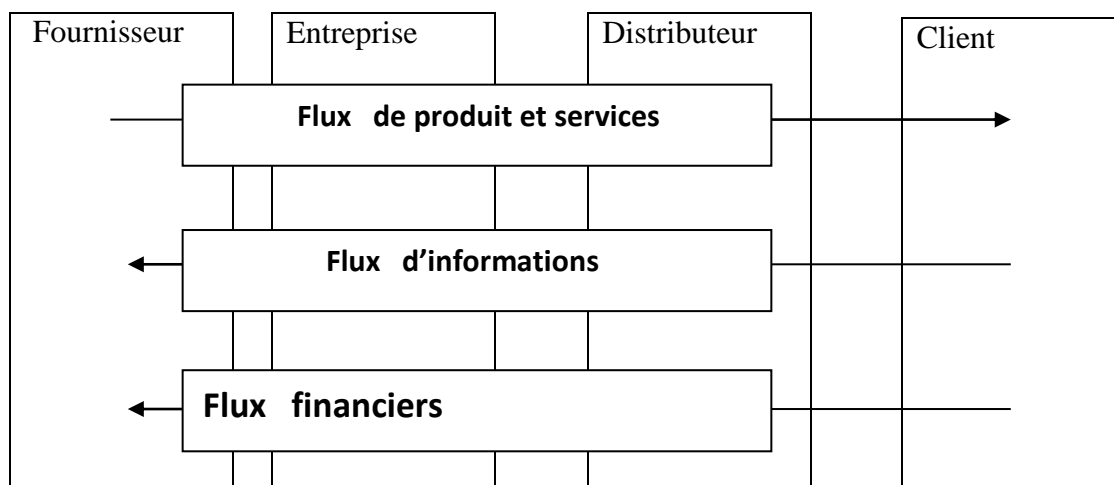 Fournisseur
Entreprise
Distributeur
Client
Flux de produit et services
Flux d’informations
Flux financiers